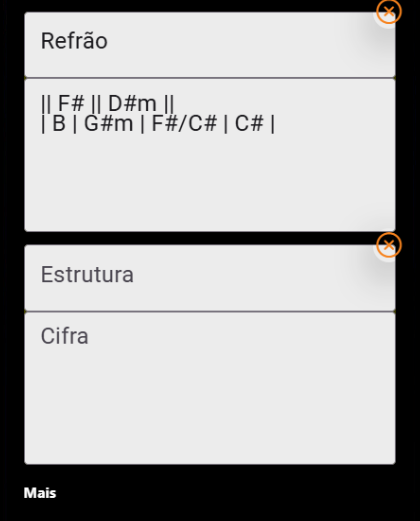 Refrão
|| F# || D#m ||
| B | G#m | F#/C# | C# |
Estrutura
Cifra
Mais